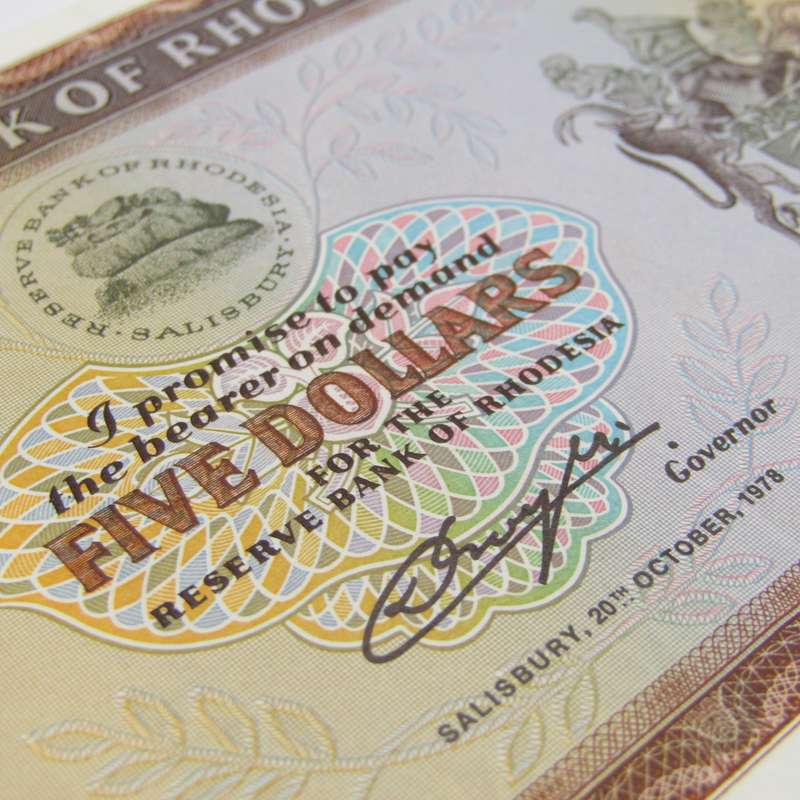 K OF RHO
RESERVE BANK OF RHODESIA · SALISBURY ·
I promise to pay
the bearer on demand
FIVE DOLLARS
FOR THE
RESERVE BANK OF RHODESIA
Governor
SALISBURY, 20TH OCTOBER, 1978